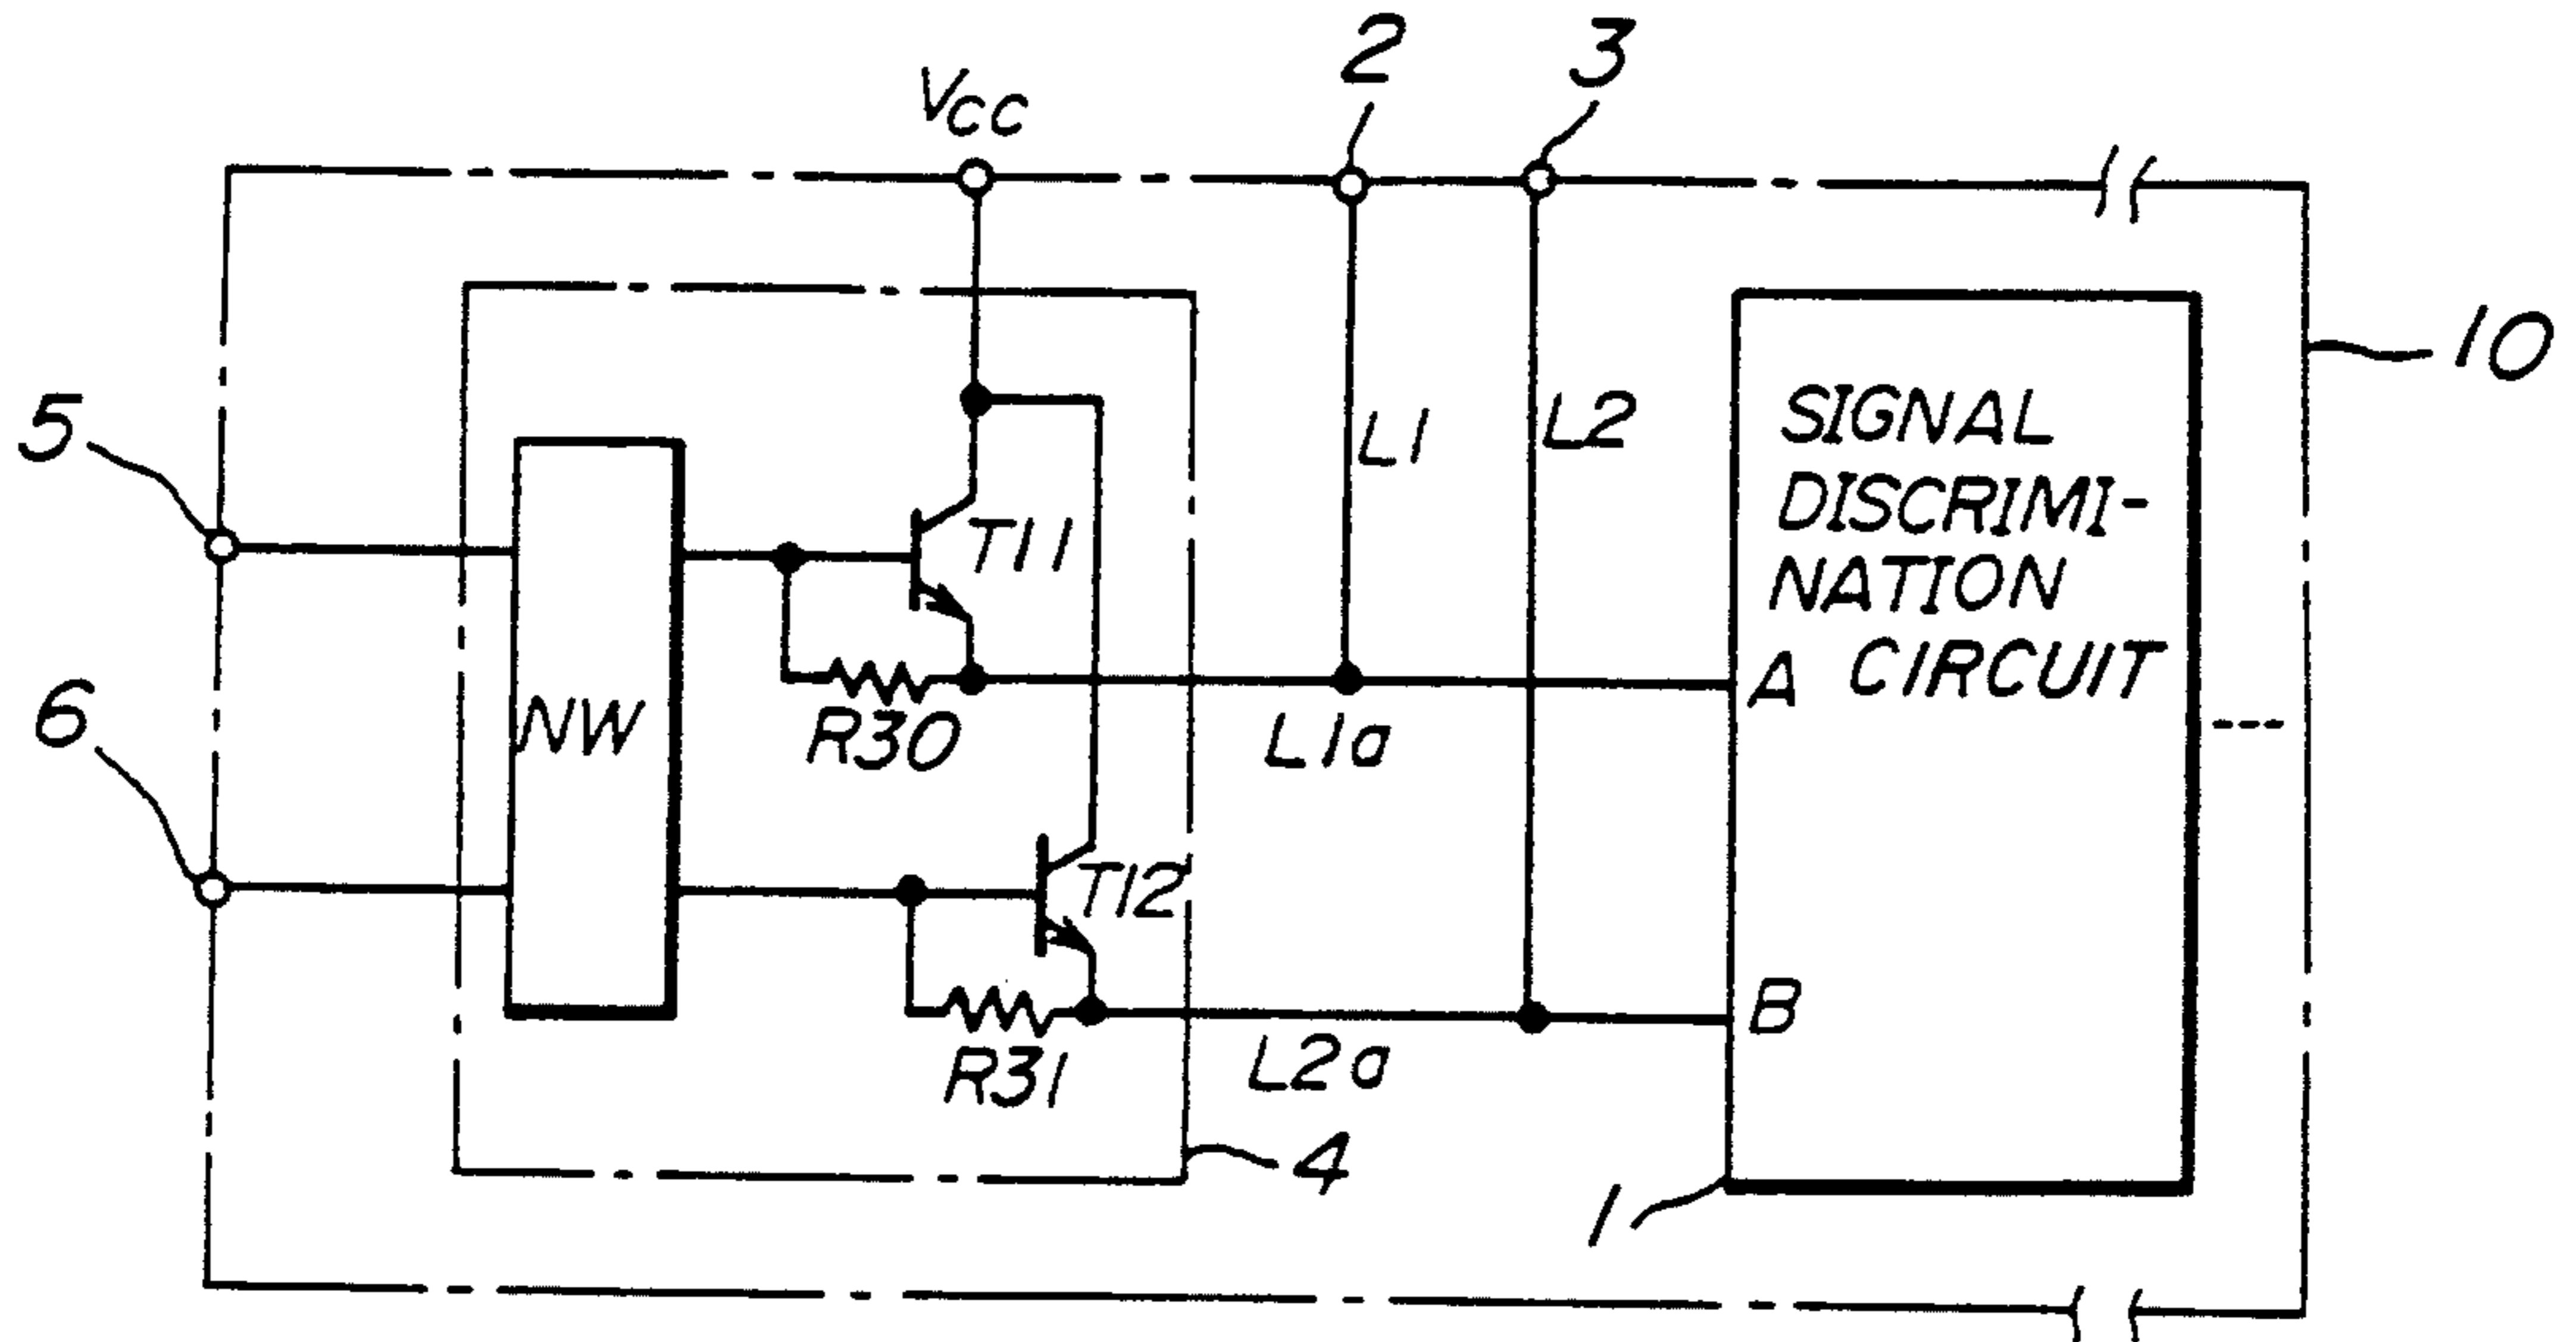 2
3
Vcc
10
5
L1
L2
SIGNAL
DISCRIMI-
NATION
CIRCUIT
T11
A
6
NW
R30
L1a
T12
B
R31
L2a
4
1